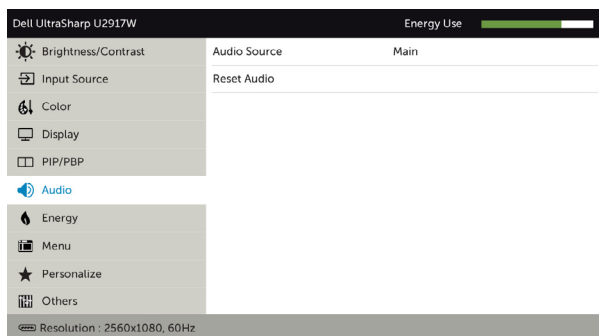 Dell UltraSharp U2917W Energy Use
Brightness/Contrast
Audio Source Main
Input Source
Reset Audio
Color
Display
PIP/PBP
Audio
Energy
Menu
Personalize
Others
Resolution : 2560x1080, 60Hz